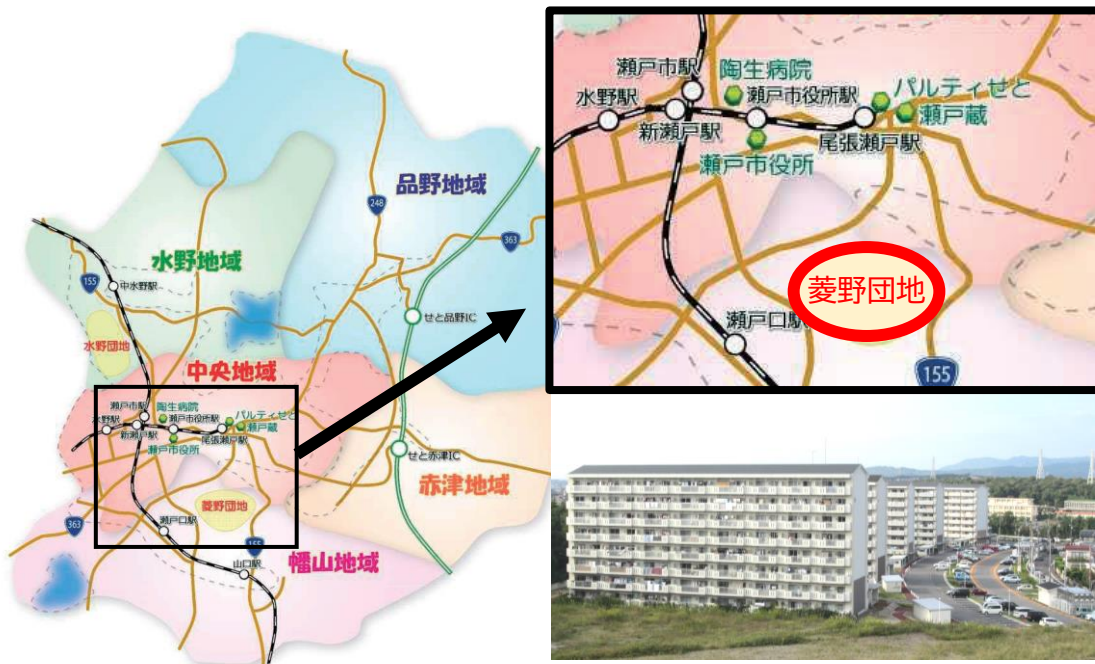 品野地域
248
363
水野地域
155
中水野駅
せと品野IC
水野団地
中央地域
瀬戸市駅
陶生病院
パルティせと
水野駅
瀬戸市役所駅
瀬戸蔵
新瀬戸駅
尾張瀬戸駅
瀬戸市役所
せと赤津IC
赤津地域
菱野団地
363
瀬戸口駅
155
幡山地域
山口駅
瀬戸市駅
陶生病院
パルティせと
水野駅
瀬戸市役所駅
瀬戸蔵
新瀬戸駅
尾張瀬戸駅
瀬戸市役所
菱野団地
瀬戸口駅
155